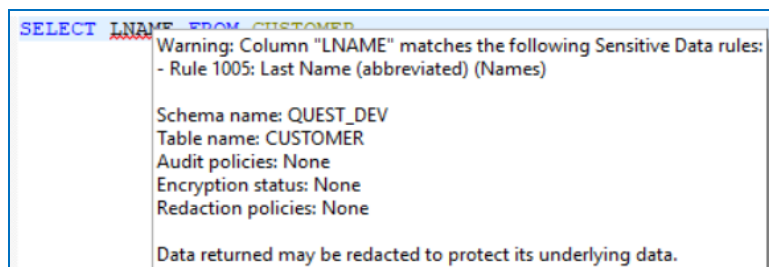 SELECT LNAME FROM CUSTOMER
Warning: Column "LNAME" matches the following Sensitive Data rules:
- Rule 1005: Last Name (abbreviated) (Names)
Schema name: QUEST_DEV
Table name: CUSTOMER
Audit policies: None
Encryption status: None
Redaction policies: None
Data returned may be redacted to protect its underlying data.